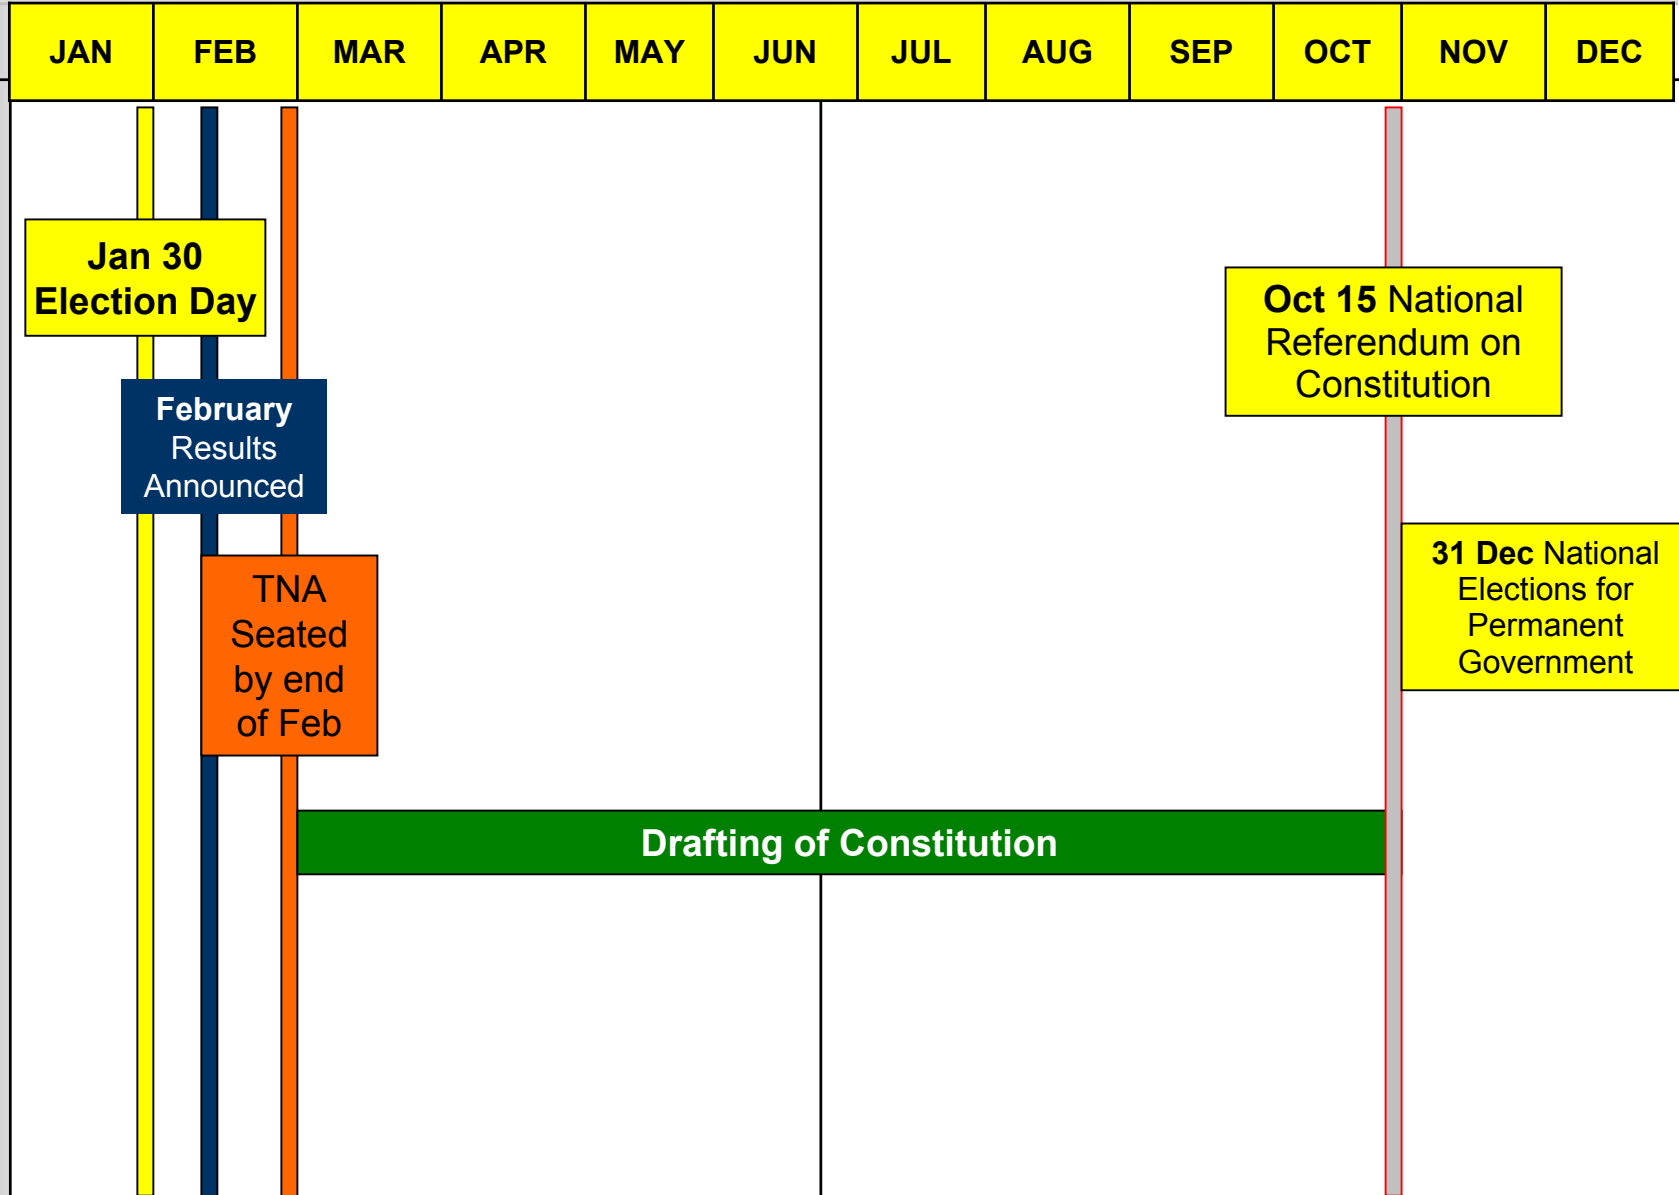 JAN FEB MAR APR MAY JUN JUL AUG SEP OCT NOV DEC
Jan 30
Election Day
February
Results
Announced
TNA
Seated
by end
of Feb
Oct 15 National
Referendum on
Constitution
31 Dec National
Elections for
Permanent
Government
Drafting of Constitution